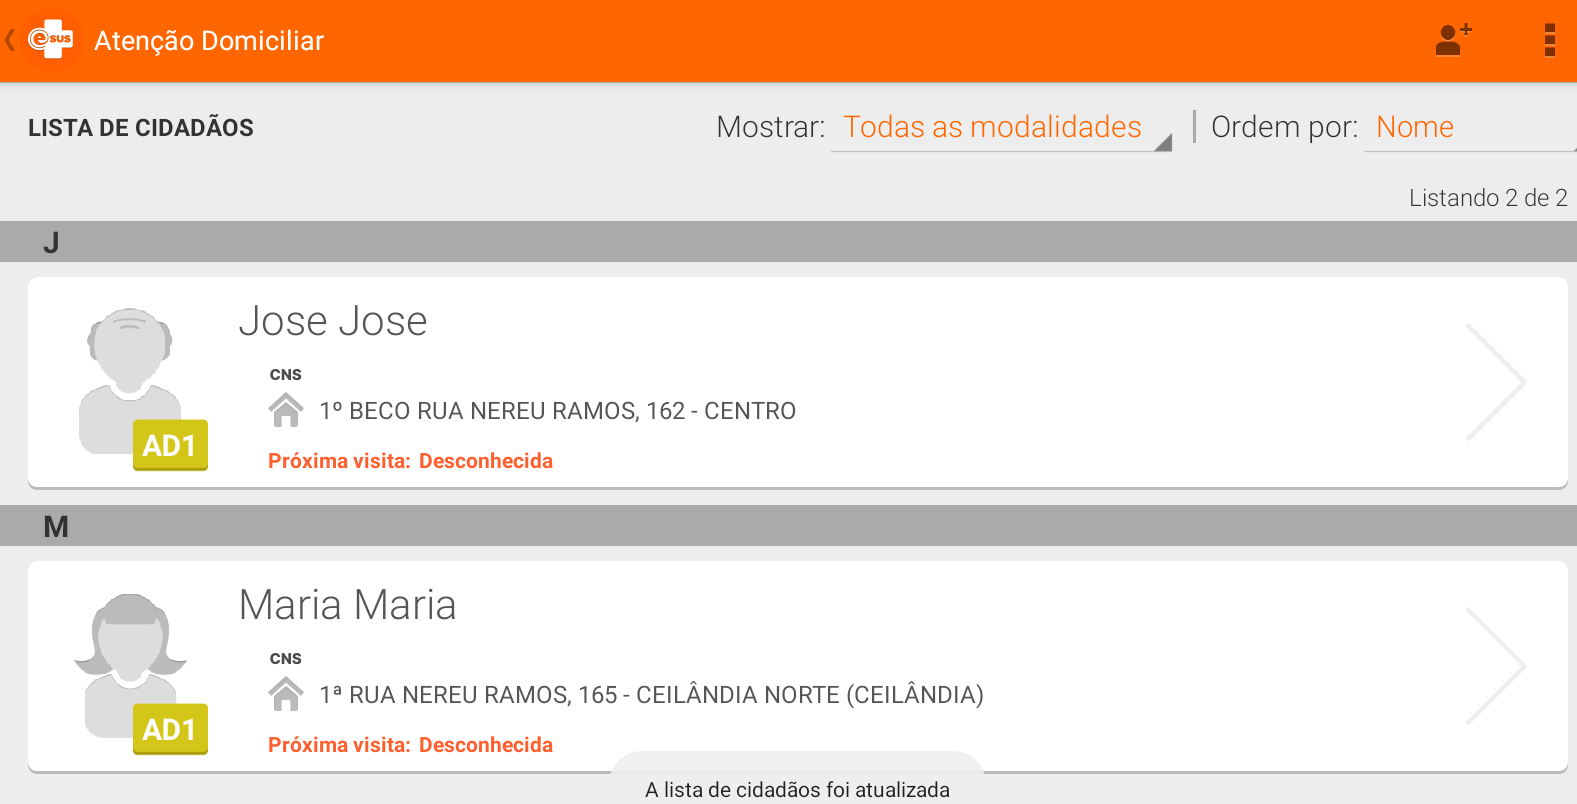 e sus Atenção Domiciliar
LISTA DE CIDADÃOS
Mostrar: Todas as modalidades
Ordem por: Nome
Listando 2 de 2
J
Jose Jose
CNS
1º BECO RUA NEREU RAMOS, 162 - CENTRO
AD1
Próxima visita: Desconhecida
M
Maria Maria
CNS
1ª RUA NEREU RAMOS, 165 - CEILÂNDIA NORTE (CEILÂNDIA)
AD1
Próxima visita: Desconhecida
A lista de cidadãos foi atualizada